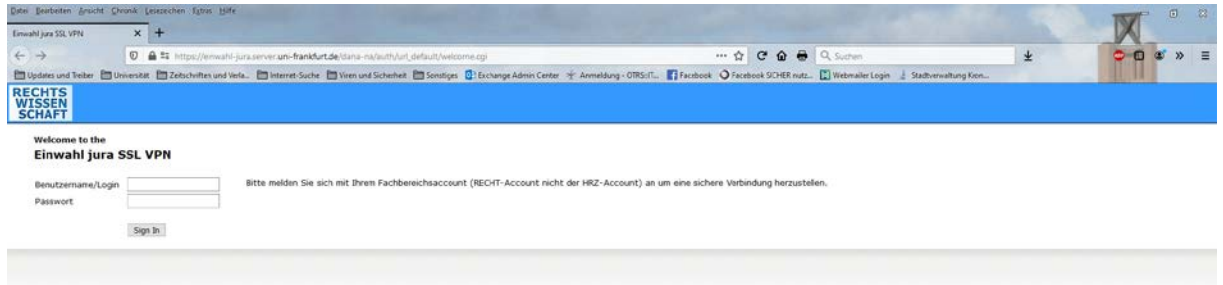 Datei Bearbeiten Ansicht Chronik Lesezeichen Extras Hilfe
Einwahl jura SSL VPN
https://einwahl-jura.server.uni-frankfurt.de/dana-na/auth/url_default/welcome.cgi
Suchen
Updates und Treiber Universität Zeitschriften und Verla... Internet-Suche Viren und Sicherheit Sonstiges Exchange Admin Center Anmeldung - OTRS::IT... Facebook Facebook SICHER nutz... Webmailer Login Stadtverwaltung Kron...
RECHTS
WISSEN
SCHAFT
Welcome to the
Einwahl jura SSL VPN
Benutzername/Login Bitte melden Sie sich mit Ihrem Fachbereichsaccount (RECHT-Account nicht der HRZ-Account) an um eine sichere Verbindung herzustellen.
Passwort
Sign In